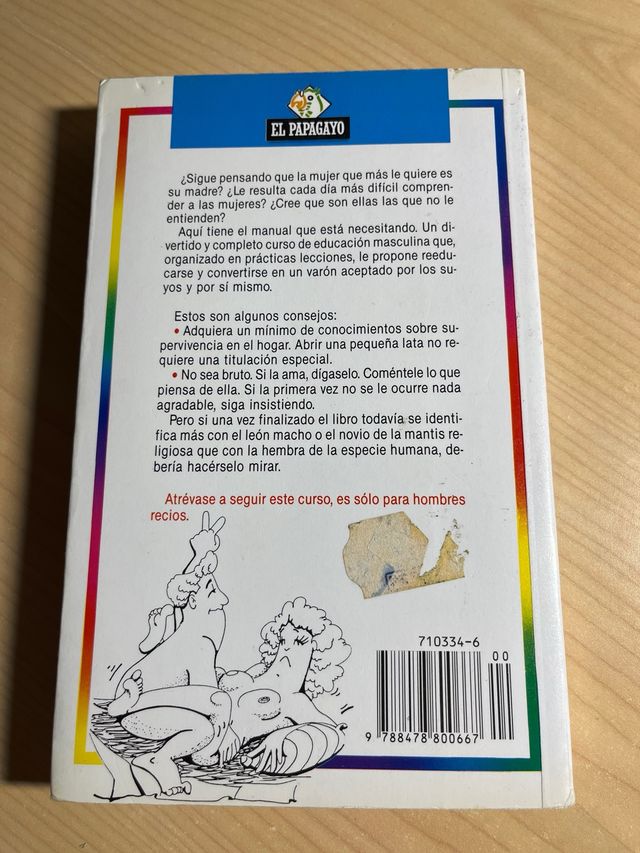 EL PAPAGAYO
¿Sigue pensando que la mujer que más le quiere es
su madre? ¿Le resulta cada día más difícil compren-
der a las mujeres? ¿Cree que son ellas las que no le
entienden?
Aquí tiene el manual que está necesitando. Un di-
vertido y completo curso de educación masculina que,
organizado en prácticas lecciones, le propone reedu-
carse y convertirse en un varón aceptado por los su-
yos y por sí mismo.
Estos son algunos consejos:
• Adquiera un mínimo de conocimientos sobre su-
pervivencia en el hogar. Abrir una pequeña lata no re-
quiere una titulación especial.
• No sea bruto. Si la ama, dígaselo. Coméntele lo que
piensa de ella. Si la primera vez no se le ocurre nada
agradable, siga insistiendo.
Pero si una vez finalizado el libro todavía se identi-
fica más con el león macho o el novio de la mantis re-
ligiosa que con la hembra de la especie humana, de-
bería hacérselo mirar.
Atrévase a seguir este curso, es sólo para hombres
recios.
710334-6
00
9 788478 800667